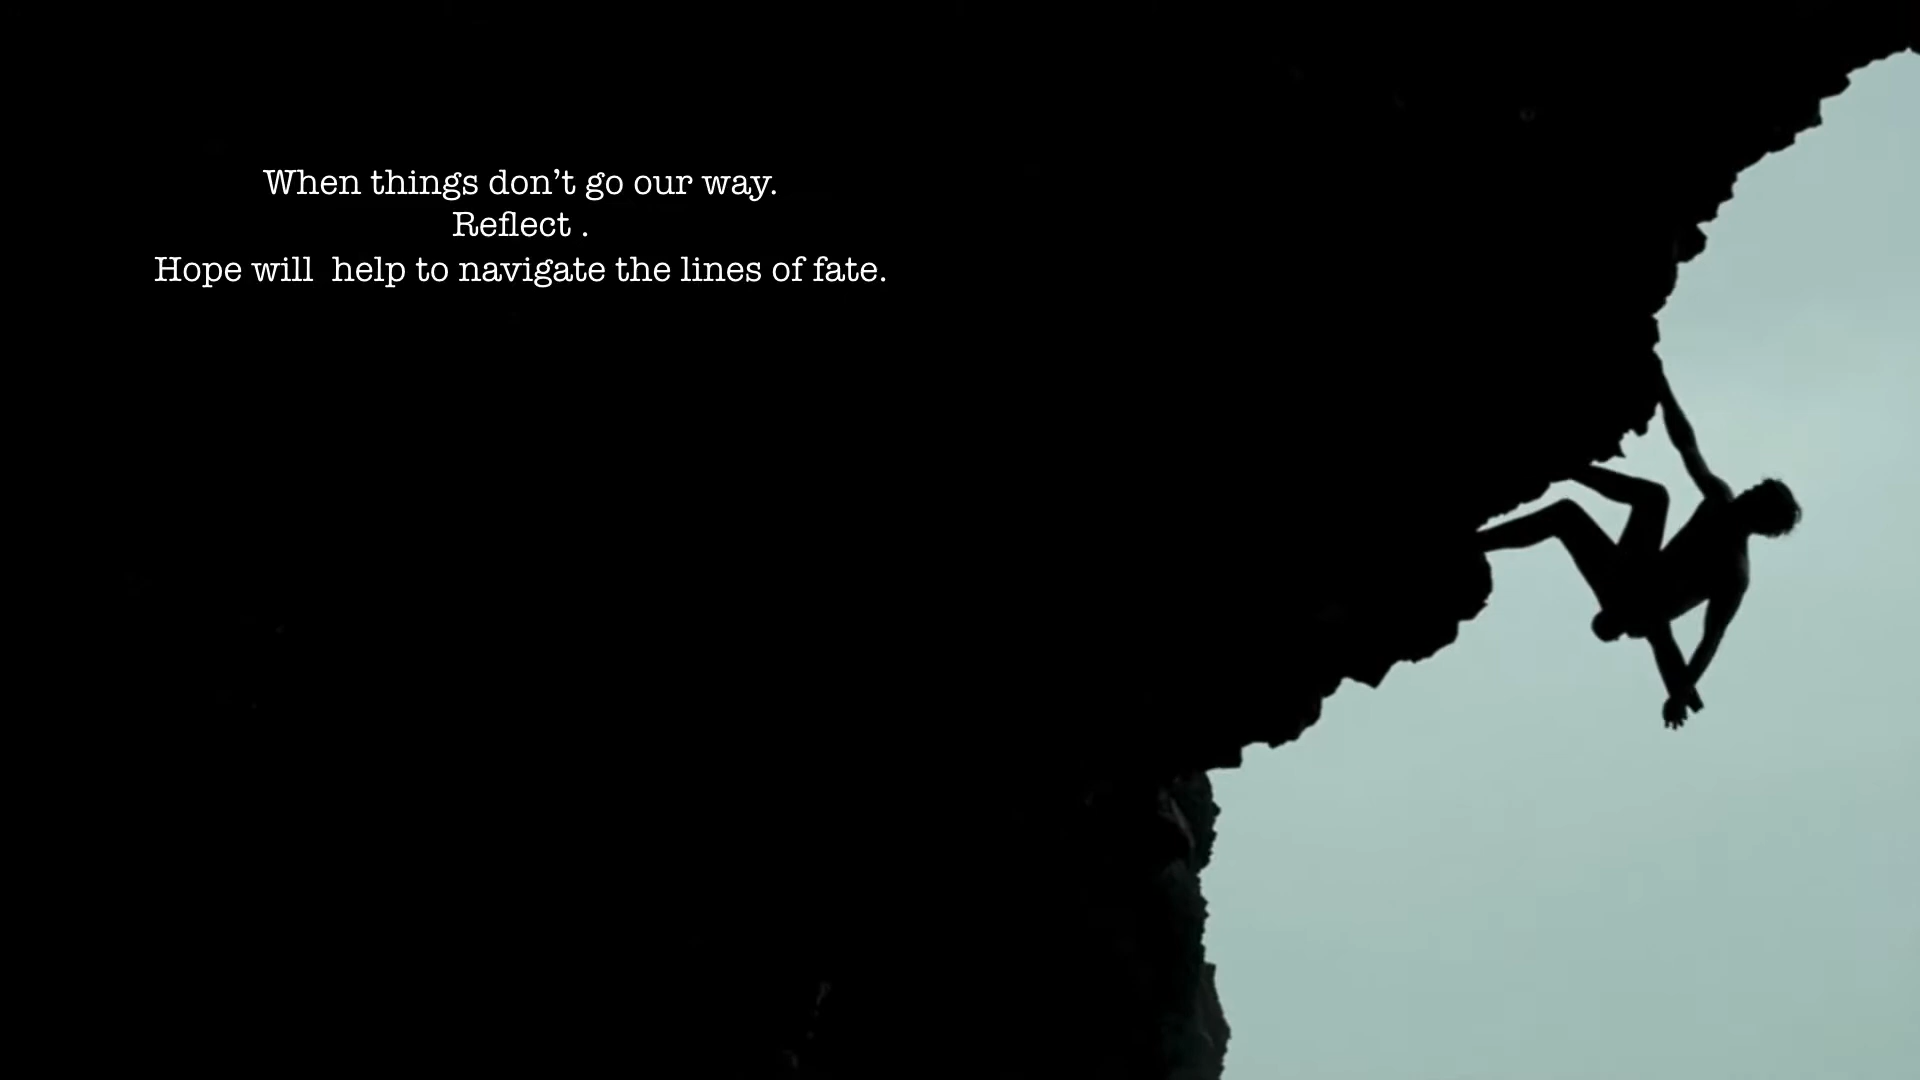 When things don’t go our way.
Reflect .
Hope will  help to navigate the lines of fate.